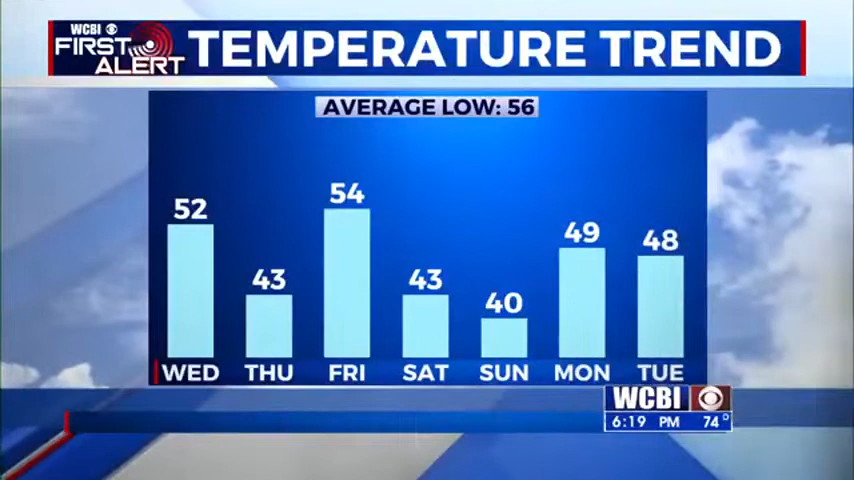 WCBI
FIRST
ALERT
TEMPERATURE TREND
AVERAGE LOW: 56
52 43 54 43 40 49 48
WED THU FRI SAT SUN MON TUE
WCBI
6:19 PM 74°